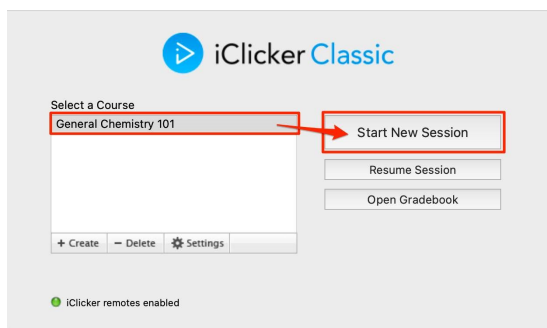 iClicker Classic
Select a Course
General Chemistry 101
Start New Session
Resume Session
Open Gradebook
+ Create − Delete Settings
iClicker remotes enabled